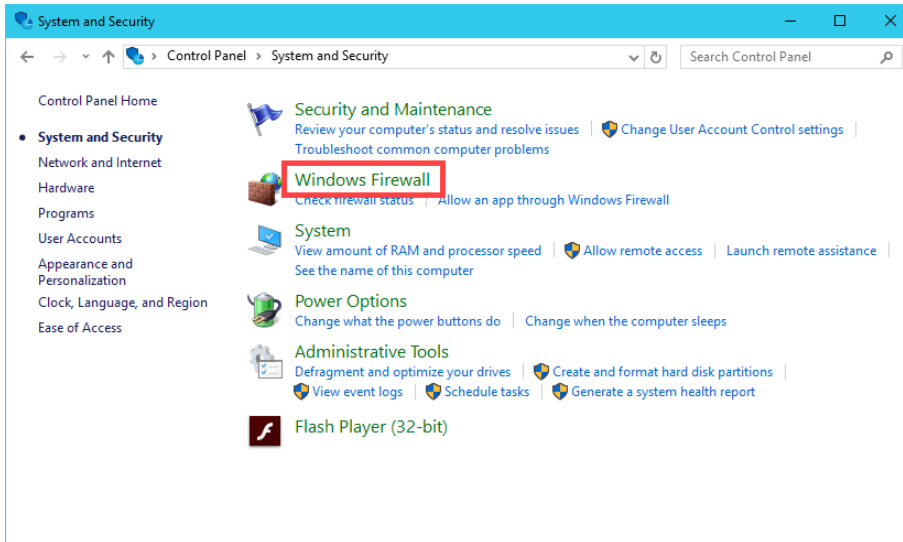 System and Security
Control Panel > System and Security
Search Control Panel
Control Panel Home
System and Security
Network and Internet
Hardware
Programs
User Accounts
Appearance and
Personalization
Clock, Language, and Region
Ease of Access
Security and Maintenance
Review your computer's status and resolve issues
Change User Account Control settings
Troubleshoot common computer problems
Windows Firewall
Check firewall status
Allow an app through Windows Firewall
System
View amount of RAM and processor speed
Allow remote access
Launch remote assistance
See the name of this computer
Power Options
Change what the power buttons do
Change when the computer sleeps
Administrative Tools
Defragment and optimize your drives
Create and format hard disk partitions
View event logs
Schedule tasks
Generate a system health report
Flash Player (32-bit)